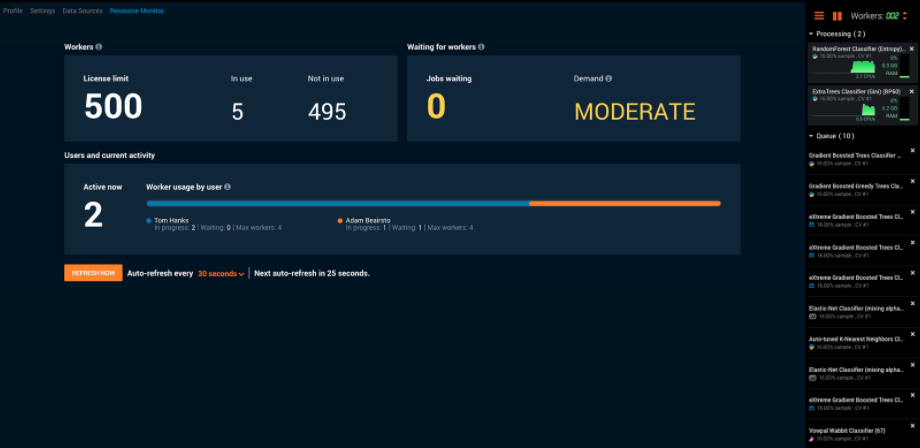 Profile Settings Data Sources Resource Monitor
Workers
License limit In use Not in use
500 5 495
Waiting for workers
Jobs waiting Demand
0 MODERATE
Users and current activity
Active now Worker usage by user
2
Tom Hanks
In progress: 2 | Waiting: 0 | Max workers: 4
Adam Beairsto
In progress: 1 | Waiting: 1 | Max workers: 4
REFRESH NOW Auto-refresh every 30 seconds Next auto-refresh in 25 seconds.
Workers: 002
Processing ( 2 )
RandomForest Classifier (Entropy)...
16.00% sample , CV #1
0%
0.3 GB
RAM
2.1 CPUs
ExtraTrees Classifier (Gini) (BP60)
16.00% sample , CV #1
0%
0.2 GB
RAM
Queue ( 10 )
Gradient Boosted Trees Classifier ...
16.00% sample , CV #1
Gradient Boosted Greedy Trees Cla...
16.00% sample , CV #1
eXtreme Gradient Boosted Trees Cl...
16.00% sample , CV #1
eXtreme Gradient Boosted Trees Cl...
16.00% sample , CV #1
eXtreme Gradient Boosted Trees Cl...
16.00% sample , CV #1
Elastic-Net Classifier (mixing alpha...
16.00% sample , CV #1
Auto-tuned K-Nearest Neighbors Cl...
16.00% sample , CV #1
Elastic-Net Classifier (mixing alpha...
16.00% sample , CV #1
eXtreme Gradient Boosted Trees Cl...
16.00% sample , CV #1
Vowpal Wabbit Classifier (67)
16.00% sample , CV #1